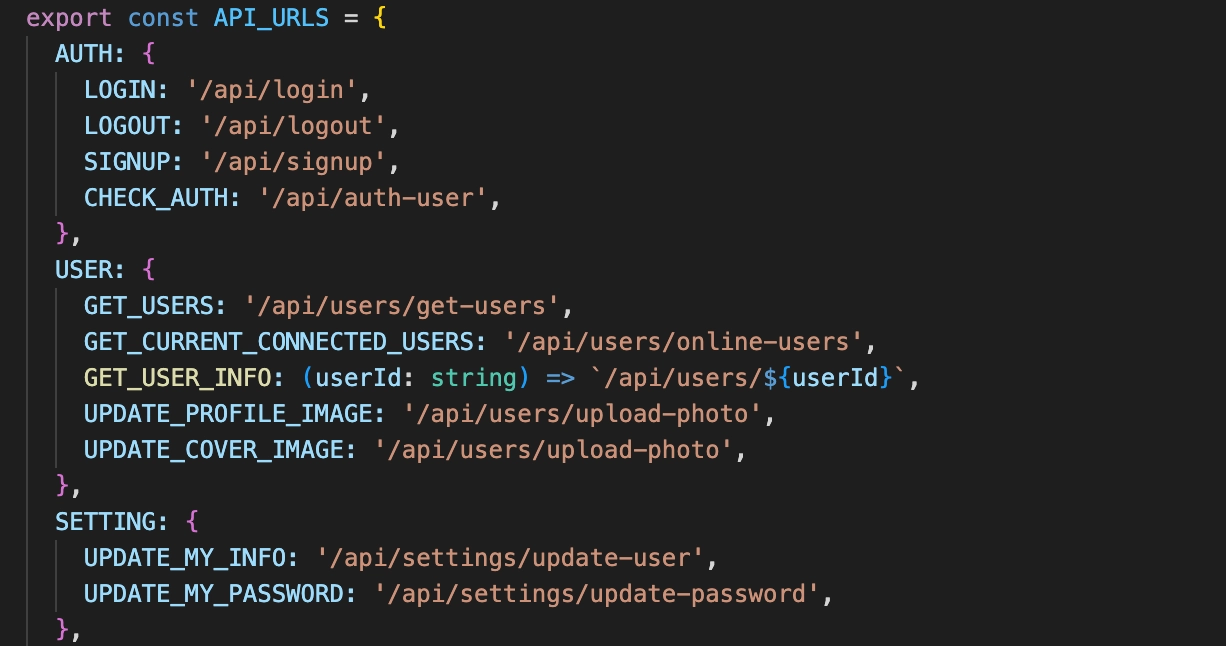 export const API_URLS = {
  AUTH: {
    LOGIN: '/api/login',
    LOGOUT: '/api/logout',
    SIGNUP: '/api/signup',
    CHECK_AUTH: '/api/auth-user',
  },
  USER: {
    GET_USERS: '/api/users/get-users',
    GET_CURRENT_CONNECTED_USERS: '/api/users/online-users',
    GET_USER_INFO: (userId: string) => `/api/users/${userId}`,
    UPDATE_PROFILE_IMAGE: '/api/users/upload-photo',
    UPDATE_COVER_IMAGE: '/api/users/upload-photo',
  },
  SETTING: {
    UPDATE_MY_INFO: '/api/settings/update-user',
    UPDATE_MY_PASSWORD: '/api/settings/update-password',
  },